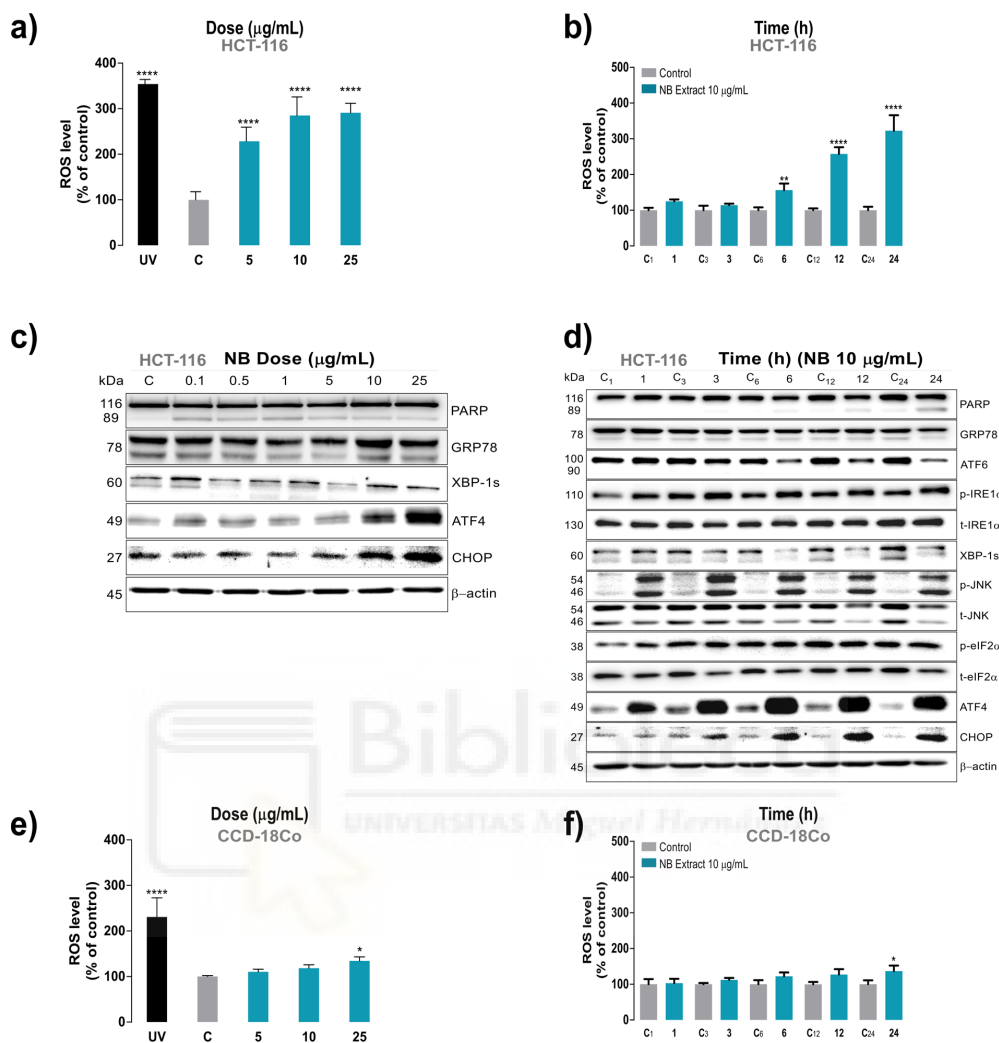 a)
Dose (μg/mL)
HCT-116
ROS level
(% of control)
400
300
200
100
0
****
****
****
****
UV C 5 10 25
b)
Time (h)
HCT-116
Control
NB Extract 10 μg/mL
ROS level
(% of control)
500
400
300
200
100
0
**
****
****
C1 1 C3 3 C6 6 C12 12 C24 24
c)
HCT-116 NB Dose (μg/mL)
kDa C 0.1 0.5 1 5 10 25
116
89
PARP
78 GRP78
60 XBP-1s
49 ATF4
27 CHOP
45 β–actin
d)
HCT-116 Time (h) (NB 10 μg/mL)
kDa C1 1 C3 3 C6 6 C12 12 C24 24
116
89
PARP
78 GRP78
100
90
ATF6
110 p-IRE1α
130 t-IRE1α
60 XBP-1s
54
46
p-JNK
54
46
t-JNK
38 p-eIF2α
38 t-eIF2α
49 ATF4
27 CHOP
45 β–actin
Biblioteca
UNIVERSITAS Miguel Hernández
e)
Dose (μg/mL)
CCD-18Co
ROS level
(% of control)
400
300
200
100
0
****
*
UV C 5 10 25
f)
Time (h)
CCD-18Co
Control
NB Extract 10 μg/mL
ROS level
(% of control)
500
400
300
200
100
0
*
C1 1 C3 3 C6 6 C12 12 C24 24